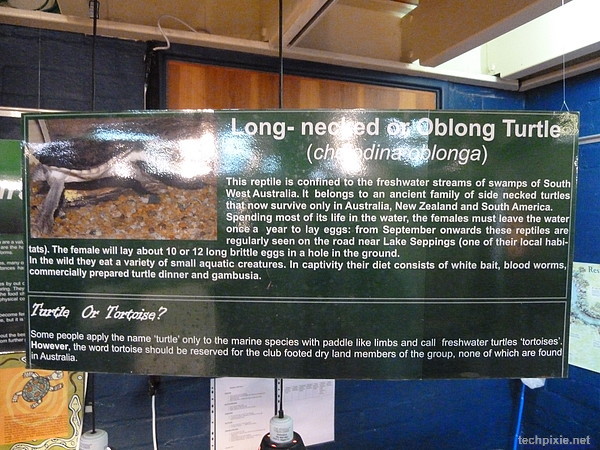 Long- necked or Oblong Turtle
(chelodina oblonga)
This reptile is confined to the freshwater streams of swamps of South
West Australia. It belongs to an ancient family of side necked turtles
that now survive only in Australia, New Zealand and South America.
Spending most of its life in the water, the females must leave the water
once a year to lay eggs: from September onwards these reptiles are
regularly seen on the road near Lake Seppings (one of their local habi-
tats). The female will lay about 10 or 12 long brittle eggs in a hole in the ground.
In the wild they eat a variety of small aquatic creatures. In captivity their diet consists of white bait, blood worms,
commercially prepared turtle dinner and gambusia.
Turtle Or Tortoise?
Some people apply the name 'turtle' only to the marine species with paddle like limbs and call freshwater turtles 'tortoises'.
However, the word tortoise should be reserved for the club footed dry land members of the group, none of which are found
in Australia.
techpixie.net